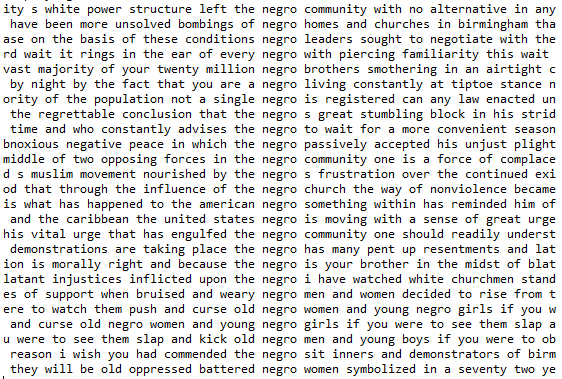 ity s white power structure left the negro community with no alternative in any
have been more unsolved bombings of negro homes and churches in birmingham tha
ase on the basis of these conditions negro leaders sought to negotiate with the
rd wait it rings in the ear of every negro with piercing familiarity this wait
vast majority of your twenty million negro brothers smothering in an airtight c
by night by the fact that you are a negro living constantly at tiptoe stance n
ority of the population not a single negro is registered can any law enacted un
the regrettable conclusion that the negro s great stumbling block in his strid
time and who constantly advises the negro to wait for a more convenient season
bnoxious negative peace in which the negro passively accepted his unjust plight
middle of two opposing forces in the negro community one is a force of complace
d s muslim movement nourished by the negro s frustration over the continued exi
od that through the influence of the negro church the way of nonviolence became
is what has happened to the american negro something within has reminded him of
and the caribbean the united states negro is moving with a sense of great urge
his vital urge that has engulfed the negro community one should readily underst
demonstrations are taking place the negro has many pent up resentments and lat
ion is morally right and because the negro is your brother in the midst of blat
latant injustices inflicted upon the negro i have watched white churchmen stand
es of support when bruised and weary negro men and women decided to rise from t
ere to watch them push and curse old negro women and young negro girls if you w
and curse old negro women and young negro girls if you were to see them slap a
u were to see them slap and kick old negro men and young boys if you were to ob
reason i wish you had commended the negro sit inners and demonstrators of birm
they will be old oppressed battered negro women symbolized in a seventy two ye